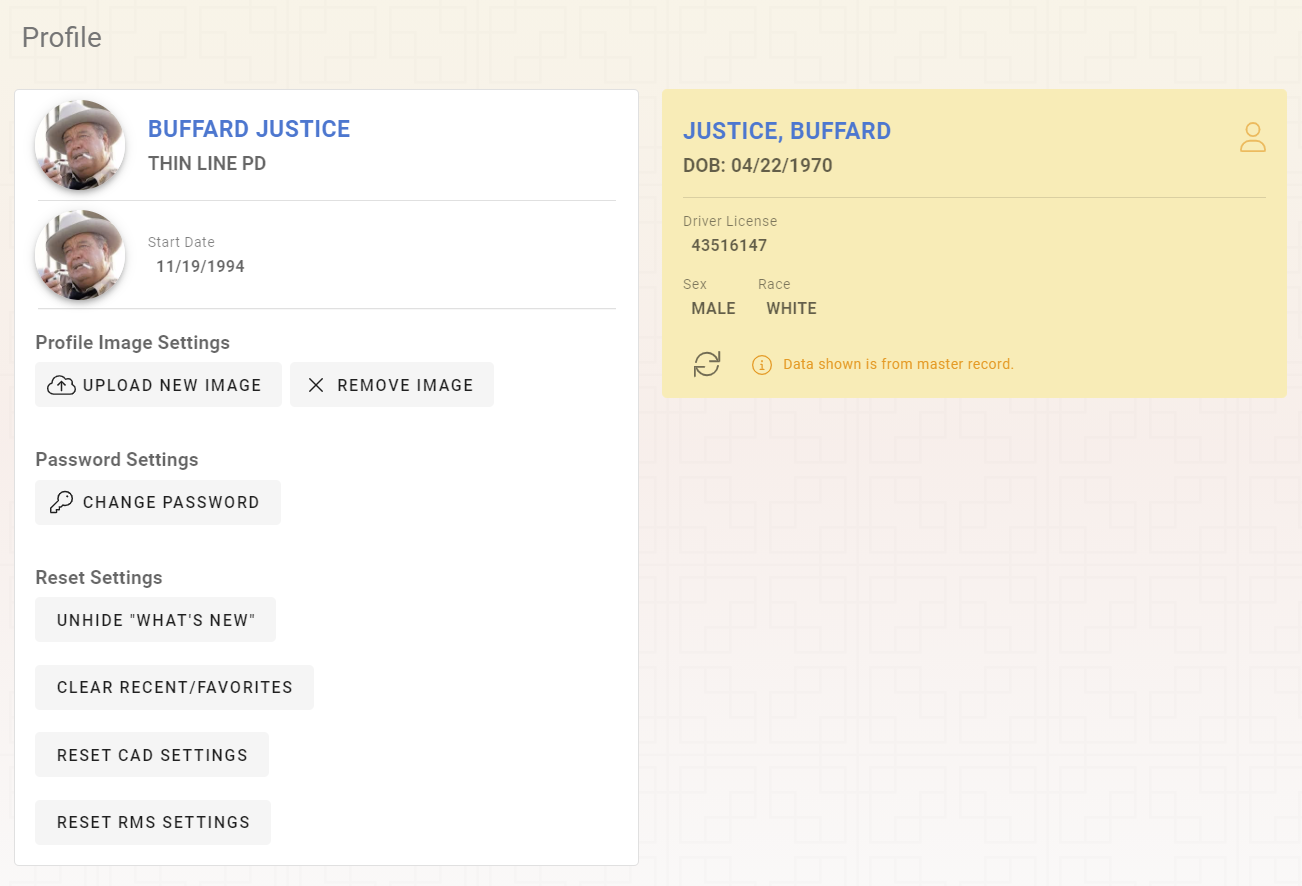 Profile
BUFFARD JUSTICE
THIN LINE PD
Start Date
11/19/1994
Profile Image Settings
UPLOAD NEW IMAGE REMOVE IMAGE
Password Settings
CHANGE PASSWORD
Reset Settings
UNHIDE "WHAT'S NEW"
CLEAR RECENT/FAVORITES
RESET CAD SETTINGS
RESET RMS SETTINGS
JUSTICE, BUFFARD
DOB: 04/22/1970
Driver License
43516147
Sex Race
MALE WHITE
Data shown is from master record.